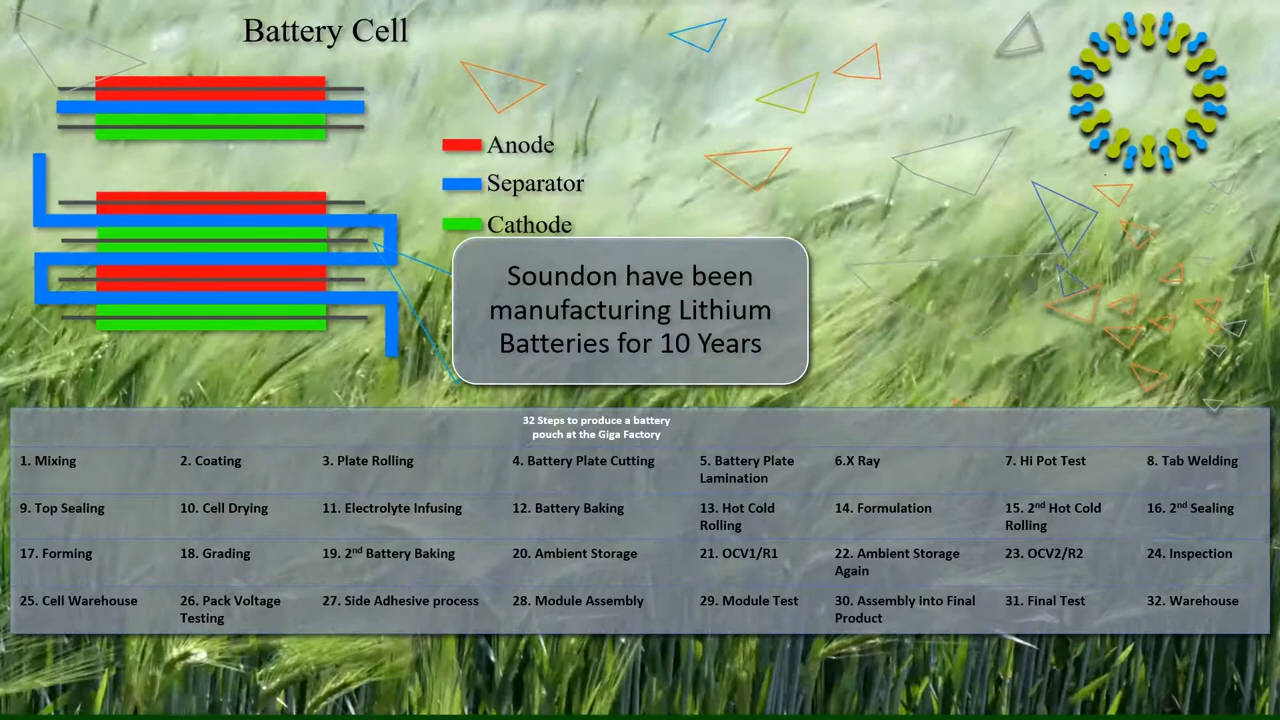 Battery Cell
Anode
Separator
Cathode
Soundon have been
manufacturing Lithium
Batteries for 10 Years
32 Steps to produce a battery
pouch at the Giga Factory
1. Mixing
2. Coating
3. Plate Rolling
4. Battery Plate Cutting
5. Battery Plate
Lamination
6.X Ray
7. Hi Pot Test
8. Tab Welding
9. Top Sealing
10. Cell Drying
11. Electrolyte Infusing
12. Battery Baking
13. Hot Cold
Rolling
14. Formulation
15. 2nd Hot Cold
Rolling
16. 2nd Sealing
17. Forming
18. Grading
19. 2nd Battery Baking
20. Ambient Storage
21. OCV1/R1
22. Ambient Storage
Again
23. OCV2/R2
24. Inspection
25. Cell Warehouse
26. Pack Voltage
Testing
27. Side Adhesive process
28. Module Assembly
29. Module Test
30. Assembly into Final
Product
31. Final Test
32. Warehouse